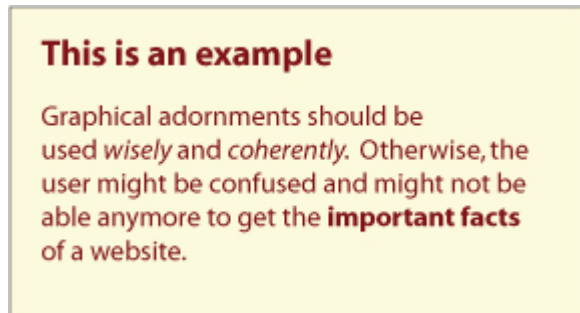 This is an example
Graphical adornments should be
used wisely and coherently. Otherwise, the
user might be confused and might not be
able anymore to get the important facts
of a website.